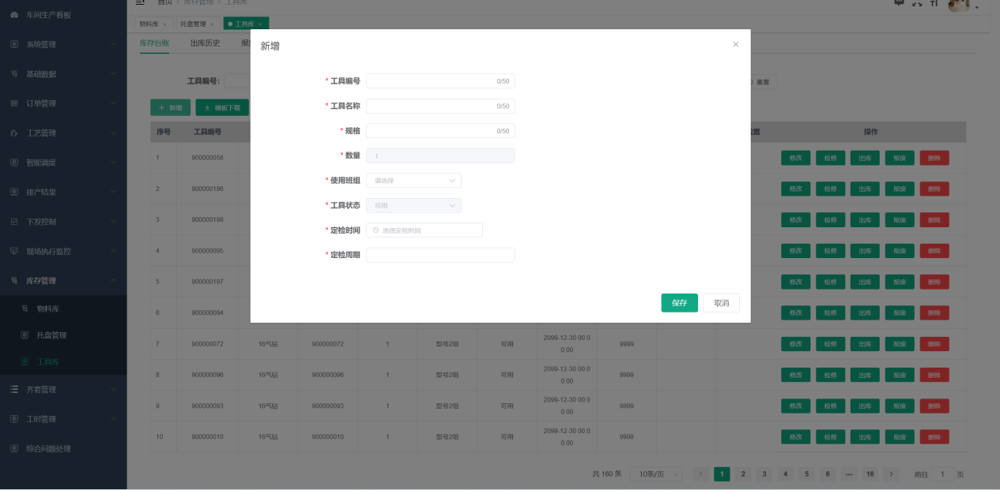 首页 / 库存管理 / 工具库
车间生产看板
系统管理
基础数据
订单管理
工艺管理
智能调度
排产结果
下发控制
现场执行监控
库存管理
物料库
托盘管理
工具库
齐套管理
工时管理
综合问题处理
物料库 × 托盘管理 × 工具库 ×
库存台账 出库历史
工具编号: 重置
+ 新增 模板下载
新增 ×
* 工具编号 0/50
* 工具名称 0/50
* 规格 0/50
* 数量 1
* 使用班组 请选择
* 工具状态 可用
* 定检时间 选择定检时间
* 定检周期
保存 取消
序号 工具编号 操作
1 900000058 修改 检修 出库 报废 删除
2 900000196 修改 检修 出库 报废 删除
3 900000198 修改 检修 出库 报废 删除
4 900000095 修改 检修 出库 报废 删除
5 900000197 修改 检修 出库 报废 删除
6 900000094 修改 检修 出库 报废 删除
7 900000072 16气钻 900000072 1 型号2组 可用 2099-12-30 00:00:00 9999 修改 检修 出库 报废 删除
8 900000096 16气钻 900000096 1 型号2组 可用 2099-12-30 00:00:00 9999 修改 检修 出库 报废 删除
9 900000093 16气钻 900000093 1 型号2组 可用 2099-12-30 00:00:00 9999 修改 检修 出库 报废 删除
10 900000010 16气钻 900000010 1 型号2组 可用 2099-12-30 00:00:00 9999 修改 检修 出库 报废 删除
共 160 条 10条/页 1 2 3 4 5 6 ··· 16 前往 1 页